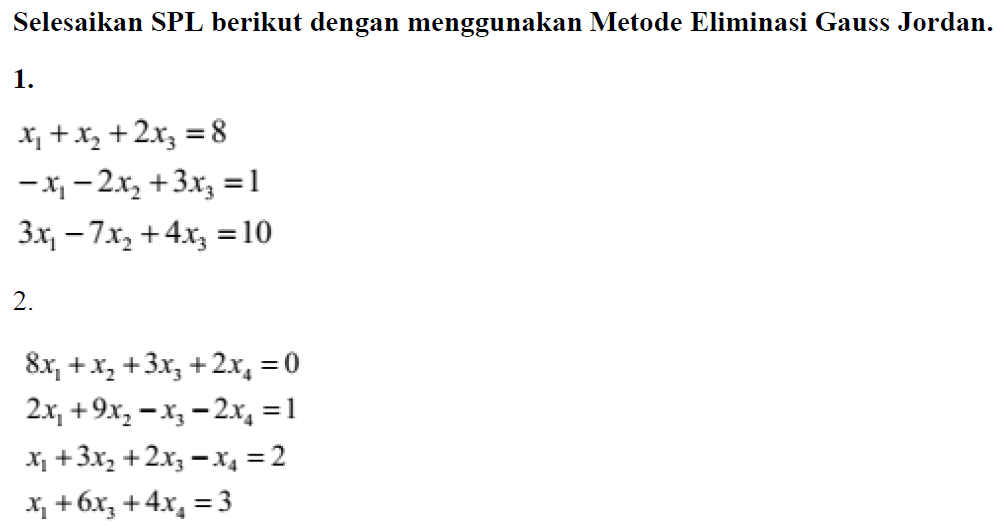 Selesaikan SPL berikut dengan menggunakan Metode Eliminasi Gauss Jordan.
1.
x₁ + x₂ + 2x₃ = 8
−x₁ − 2x₂ + 3x₃ = 1
3x₁ − 7x₂ + 4x₃ = 10
2.
8x₁ + x₂ + 3x₃ + 2x₄ = 0
2x₁ + 9x₂ − x₃ − 2x₄ = 1
x₁ + 3x₂ + 2x₃ − x₄ = 2
x₁ + 6x₃ + 4x₄ = 3